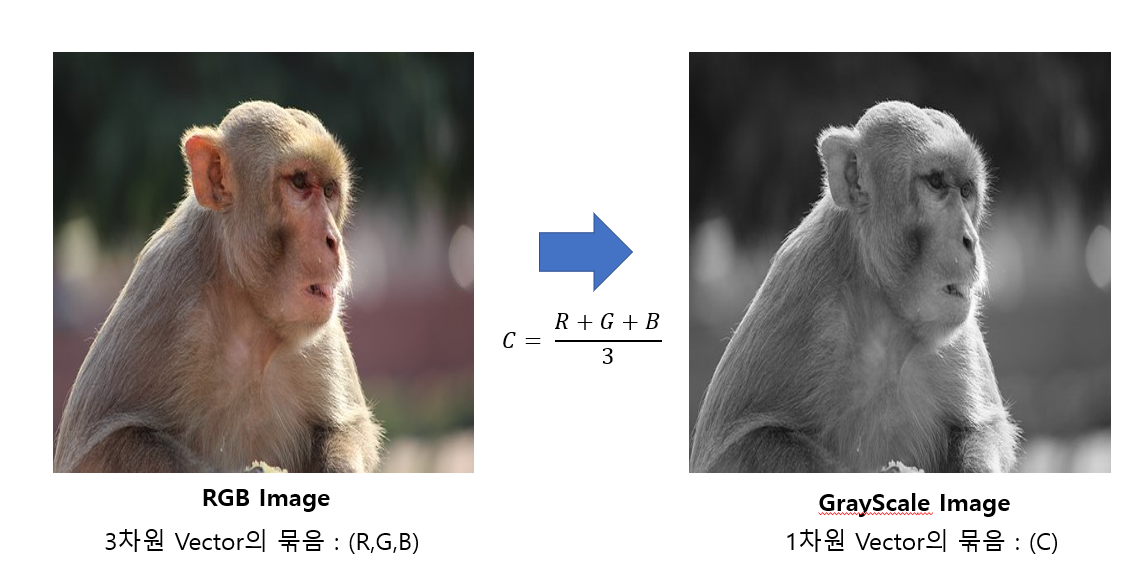 C = (R + G + B) / 3
RGB Image
3차원 Vector의 묶음 : (R,G,B)
GrayScale Image
1차원 Vector의 묶음 : (C)